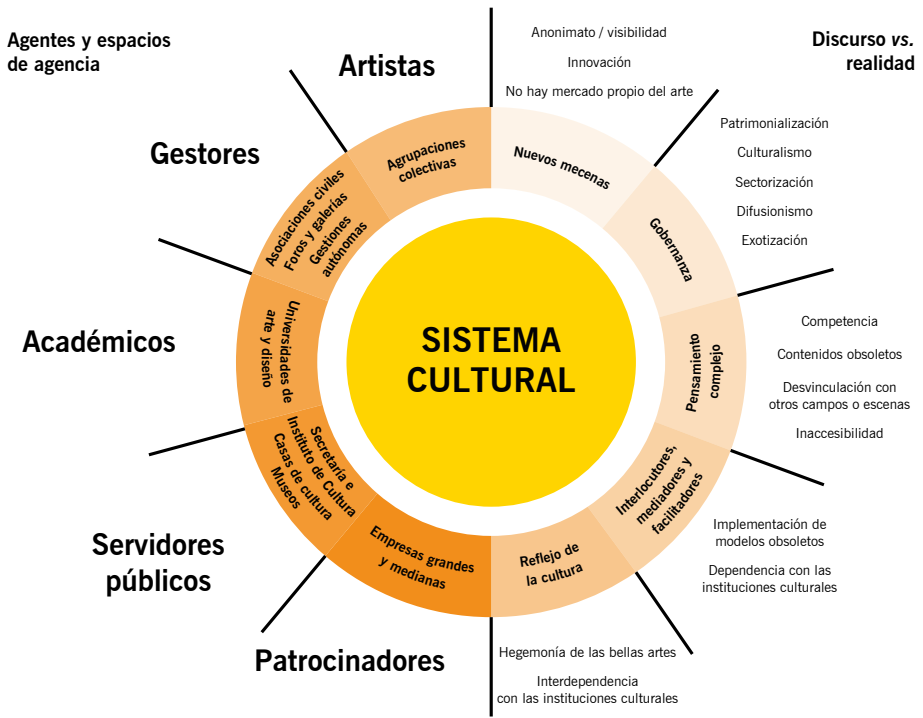 Agentes y espacios
de agencia
Discurso vs.
realidad
Artistas
Gestores
Académicos
Servidores
públicos
Patrocinadores
Agrupaciones
colectivas
Asociaciones civiles
Foros y galerías
Gestiones
autónomas
Universidades de
arte y diseño
Secretaría e
Instituto de Cultura
Casas de cultura
Museos
Empresas grandes
y medianas
SISTEMA
CULTURAL
Nuevos mecenas
Gobernanza
Pensamiento
complejo
Interlocutores,
mediadores y
facilitadores
Reflejo de
la cultura
Anonimato / visibilidad
Innovación
No hay mercado propio del arte
Patrimonialización
Culturalismo
Sectorización
Difusionismo
Exotización
Competencia
Contenidos obsoletos
Desvinculación con
otros campos o escenas
Inaccesibilidad
Implementación de
modelos obsoletos
Dependencia con las
instituciones culturales
Hegemonía de las bellas artes
Interdependencia
con las instituciones culturales